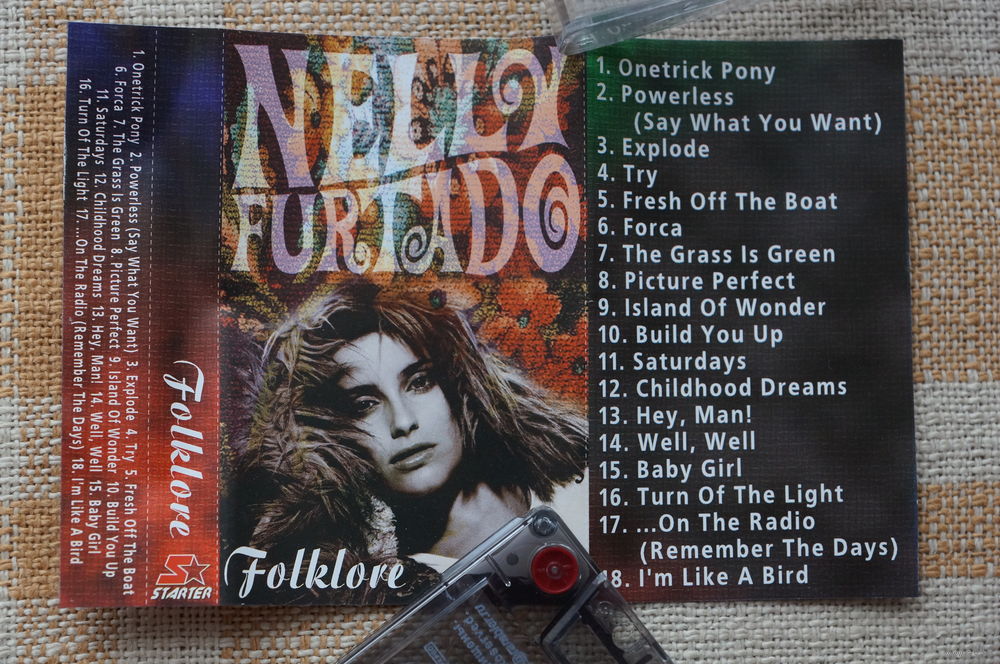 1. Onetrick Pony 2. Powerless (Say What You Want) 3. Explode 4. Try 5. Fresh Off The Boat
6. Forca 7. The Grass Is Green 8. Picture Perfect 9. Island Of Wonder 10. Build You Up
11. Saturdays 12. Childhood Dreams 13. Hey, Man! 14. Well, Well 15. Baby Girl
16. Turn Of The Light 17. ...On The Radio (Remember The Days) 18. I'm Like A Bird
Folklore
STARTER
NELLY
FURTADO
Folklore
1. Onetrick Pony
2. Powerless
(Say What You Want)
3. Explode
4. Try
5. Fresh Off The Boat
6. Forca
7. The Grass Is Green
8. Picture Perfect
9. Island Of Wonder
10. Build You Up
11. Saturdays
12. Childhood Dreams
13. Hey, Man!
14. Well, Well
15. Baby Girl
16. Turn Of The Light
17. ...On The Radio
(Remember The Days)
18. I'm Like A Bird